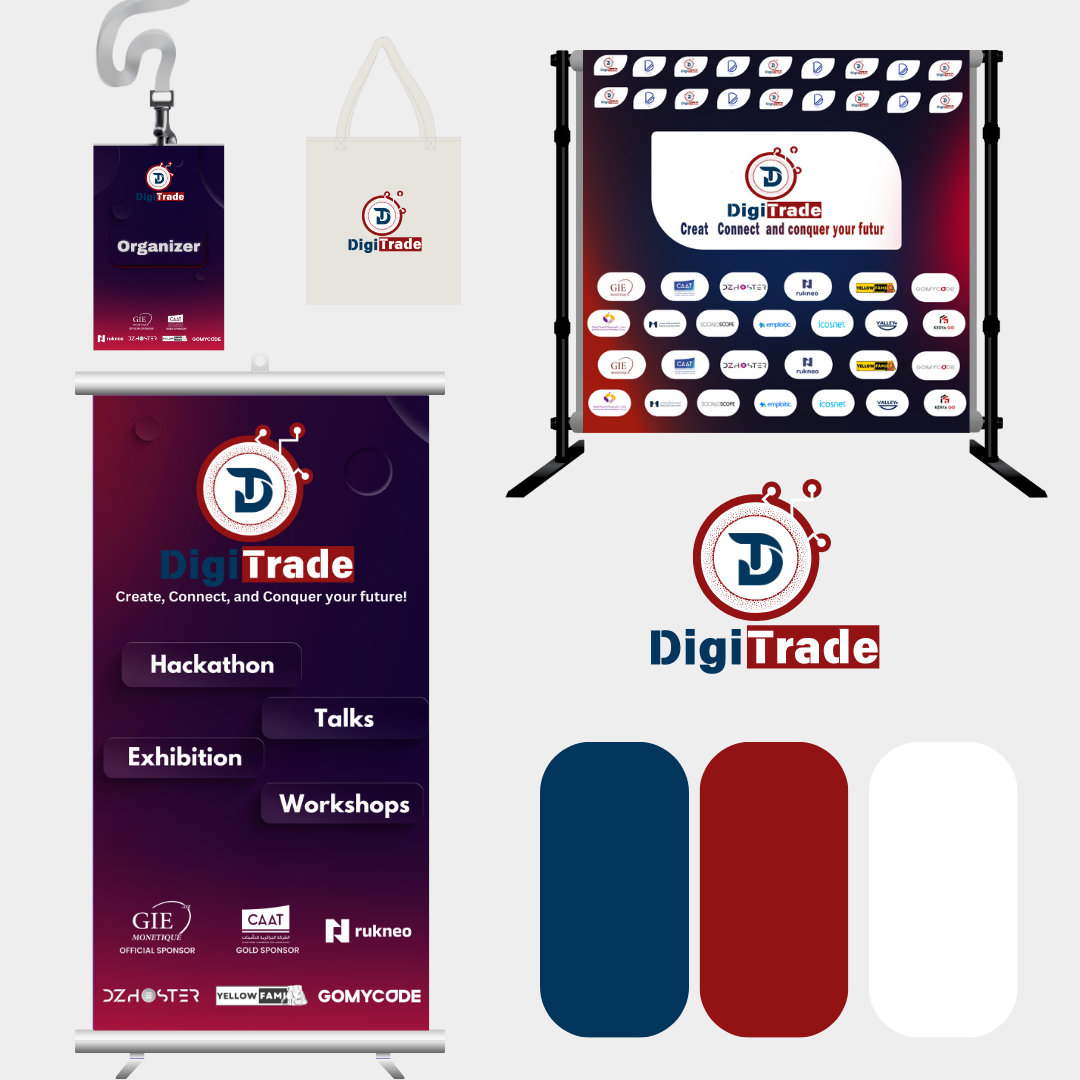 DigiTrade
Organizer
GIE
MONETIQUE
OFFICIAL SPONSOR
CAAT
GOLD SPONSOR
rukneo
DZHOSTER
YELLOW FAMILY
GOMYCODE
DigiTrade
DigiTrade
Creat Connect and conquer your futur
GIE
MONETIQUE
CAAT
DZHOSTER
rukneo
YELLOW FAMILY
GOMYCODE
SOCIALOSCOPE
emploitic.
icosnet
VALLEY
KENYA GO
GIE
MONETIQUE
CAAT
DZHOSTER
rukneo
YELLOW FAMILY
GOMYCODE
SOCIALOSCOPE
emploitic.
icosnet
VALLEY
KENYA GO
DigiTrade
Create, Connect, and Conquer your future!
Hackathon
Talks
Exhibition
Workshops
GIE
MONETIQUE
OFFICIAL SPONSOR
CAAT
GOLD SPONSOR
rukneo
DZHOSTER
YELLOW FAMI
GOMYCODE
DigiTrade